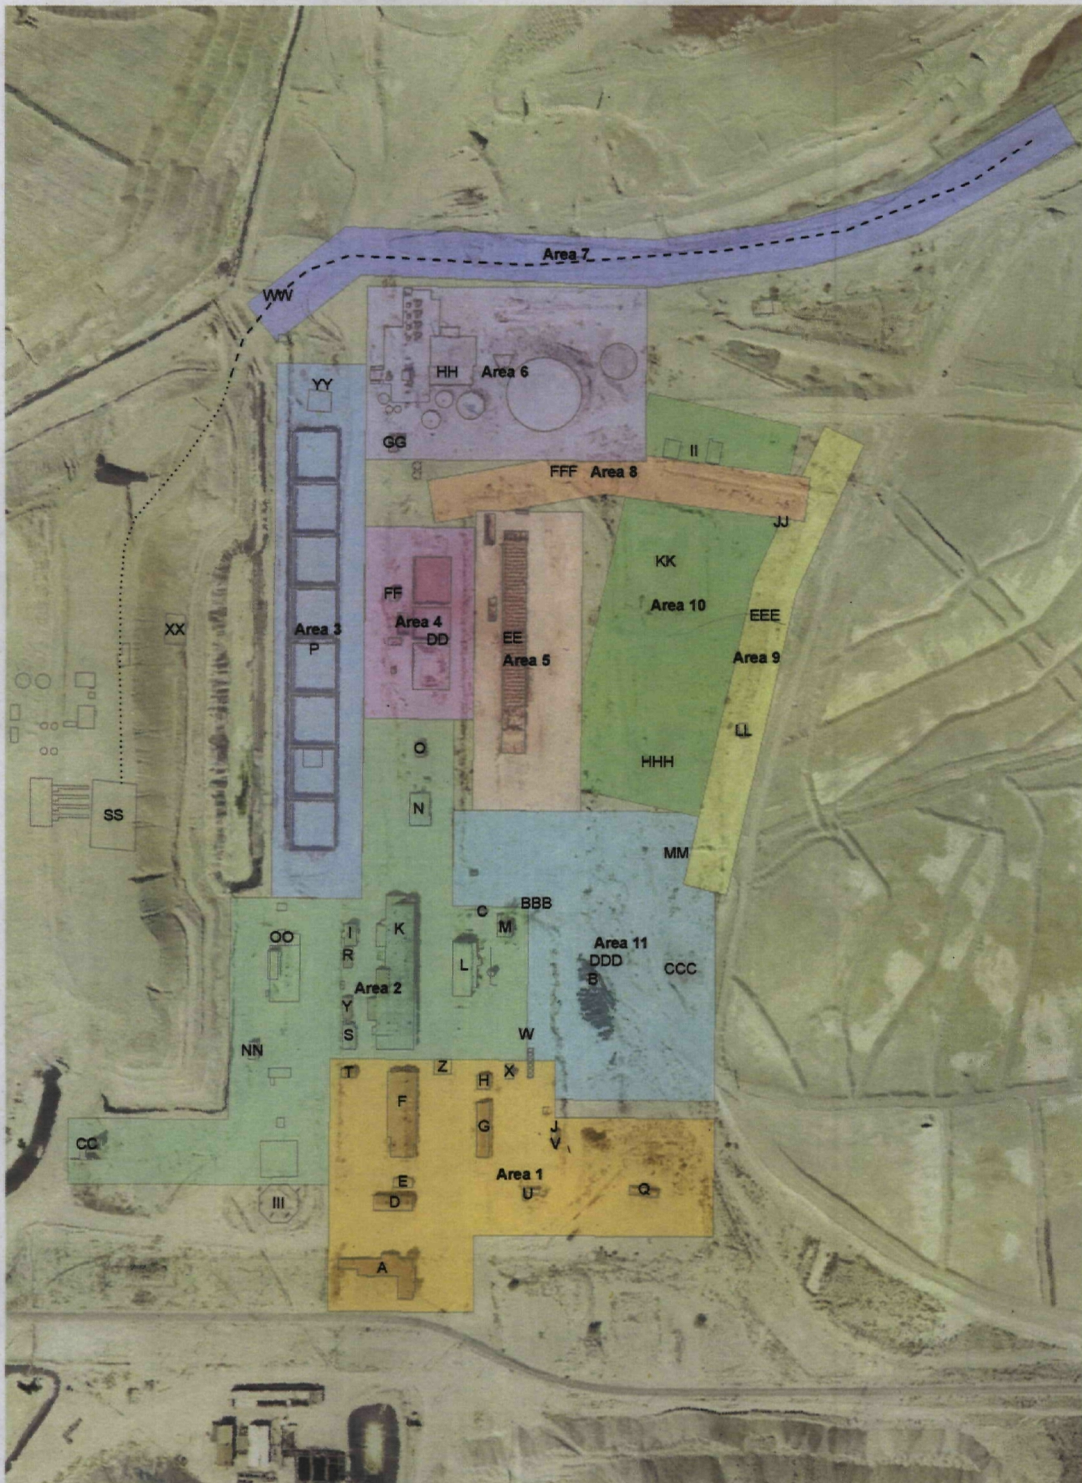 Area 7
WW
HH
Area 6
YY
GG
II
FFF
Area 8
JJ
KK
FF
Area 10
EEE
Area 4
Area 3
XX
DD
EE
P
Area 9
Area 5
LL
O
HHH
N
SS
MM
BBB
C
M
K
I
OO
Area 11
R
DDD
L
CCC
B
Area 2
Y
W
S
NN
Z
T
X
H
F
G
J
V
CC
Area 1
E
Q
U
D
III
A